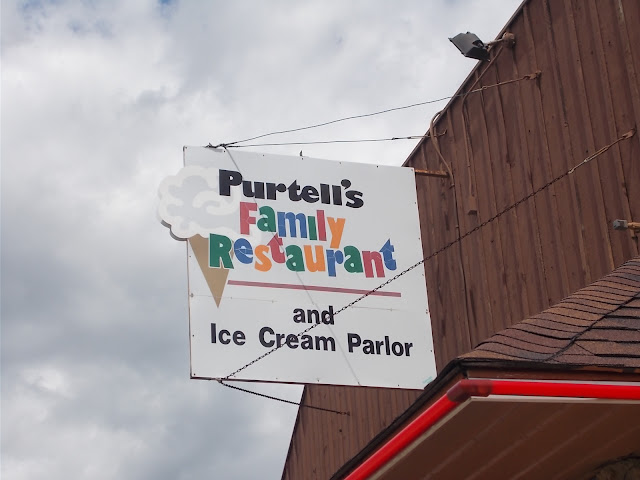 Purtell's
Family
Restaurant
and
Ice Cream Parlor